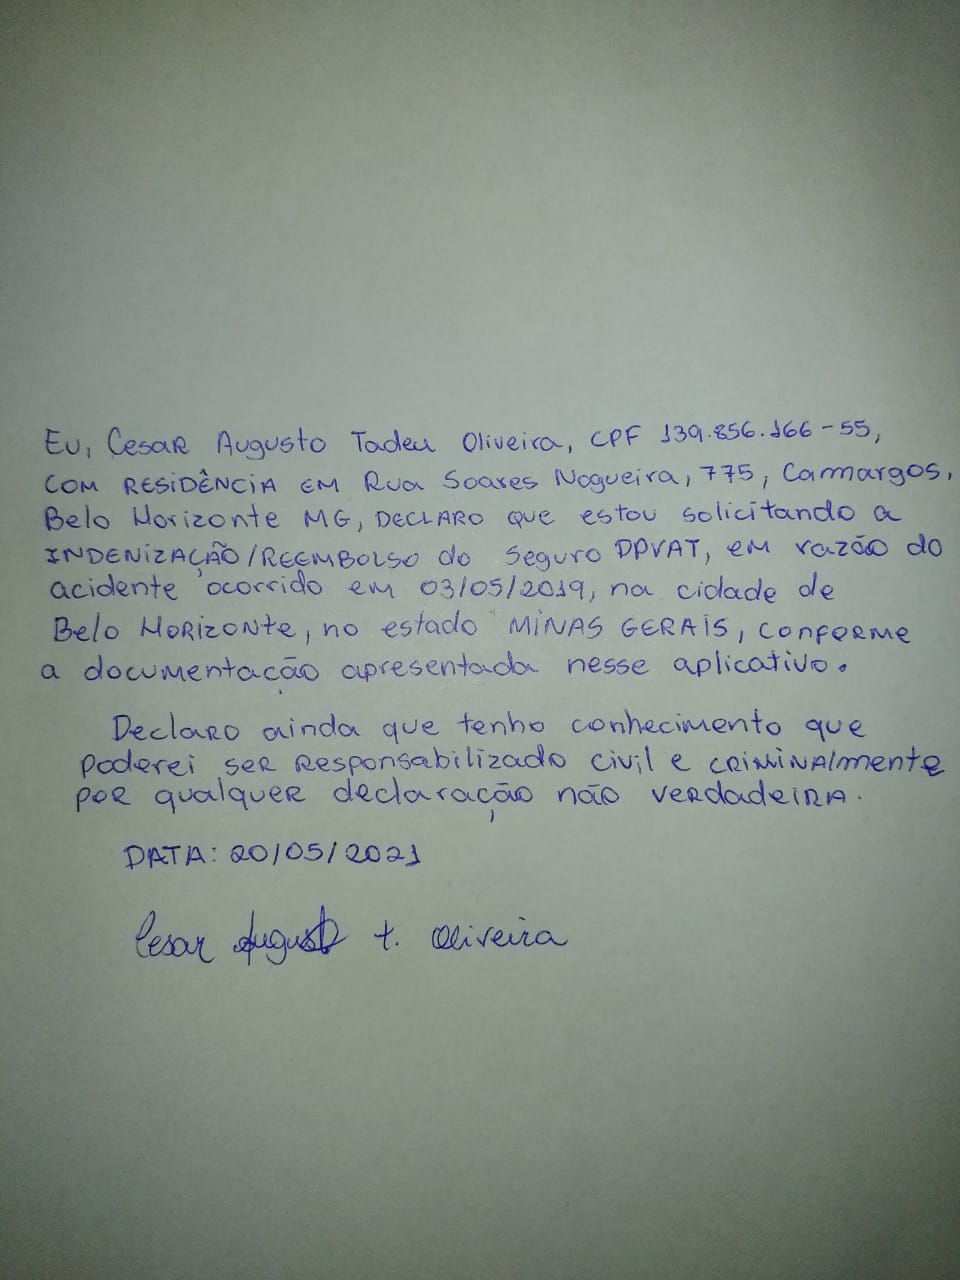 Eu, Cesar Augusto Tadeu Oliveira, CPF 139.856.166-55,
COM RESIDÊNCIA EM Rua Soares Nogueira, 775, Camargos,
Belo Horizonte MG, DECLARO que estou solicitando a
INDENIZAÇÃO/REEMBOLSO do Seguro DPVAT, em razão do
acidente ocorrido em 03/05/2019, na cidade de
Belo Horizonte, no estado MINAS GERAIS, conforme
a documentação apresentada nesse aplicativo.
Declaro ainda que tenho conhecimento que
poderei ser responsabilizado civil e criminalmente
por qualquer declaração não verdadeira.
DATA: 20/05/2021
Cesar Augusto t. Oliveira